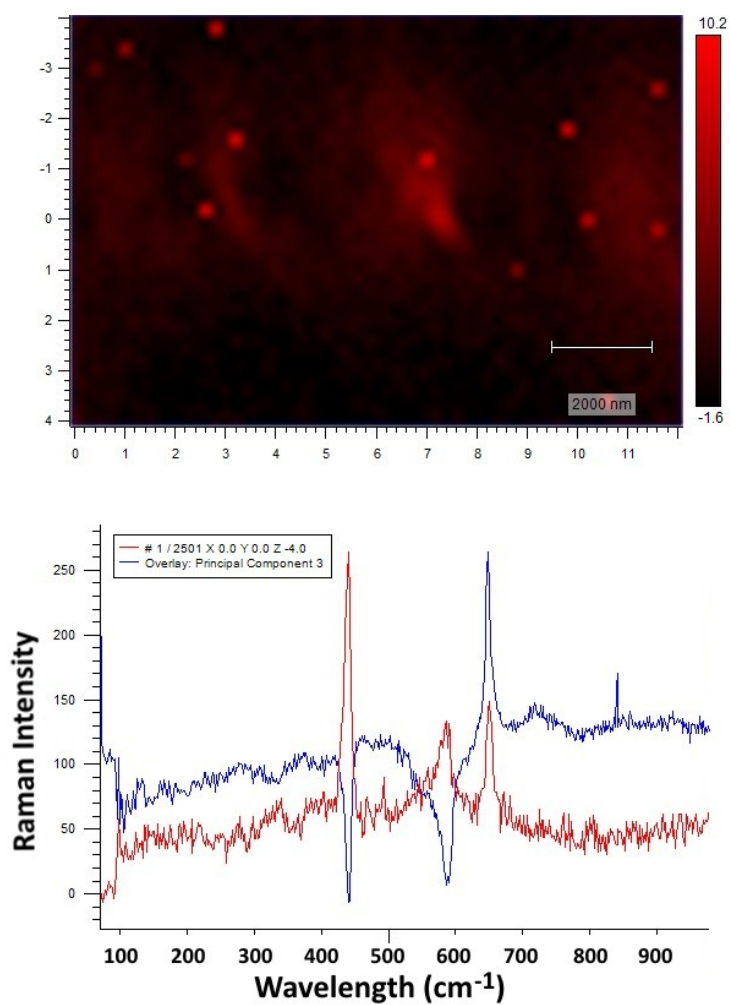 10.2
-3
-2
-1
0
1
2
3
4
2000 nm
-1.6
0 1 2 3 4 5 6 7 8 9 10 11
# 1 / 2501 X 0.0 Y 0.0 Z -4.0
Overlay: Principal Component 3
250
200
150
100
50
0
Raman Intensity
100 200 300 400 500 600 700 800 900
Wavelength (cm-1)